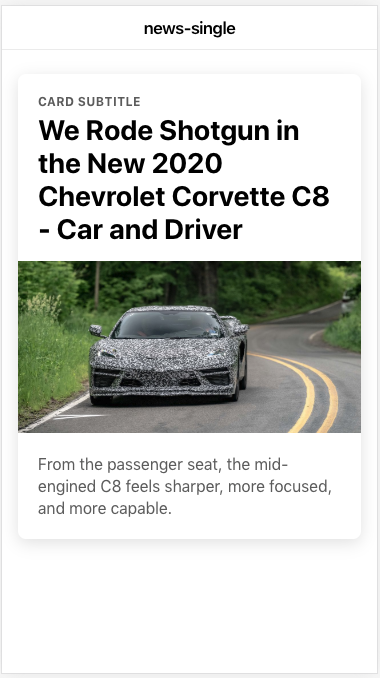 news-single
CARD SUBTITLE
We Rode Shotgun in
the New 2020
Chevrolet Corvette C8
- Car and Driver
From the passenger seat, the mid-
engined C8 feels sharper, more focused,
and more capable.